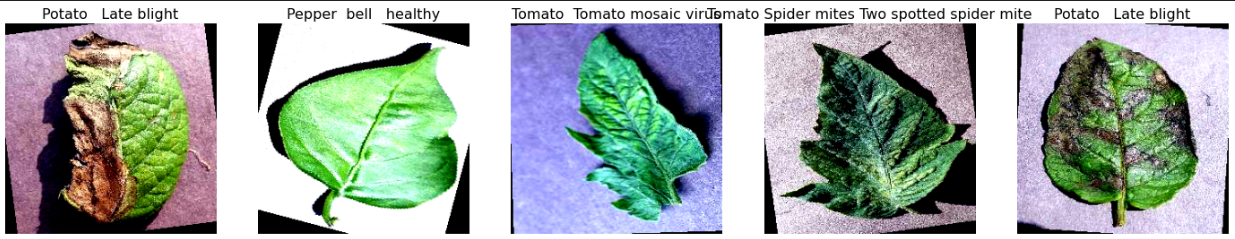 Potato Late blight
Pepper bell healthy
Tomato Tomato mosaic virus
Tomato Spider mites Two spotted spider mite
Potato Late blight